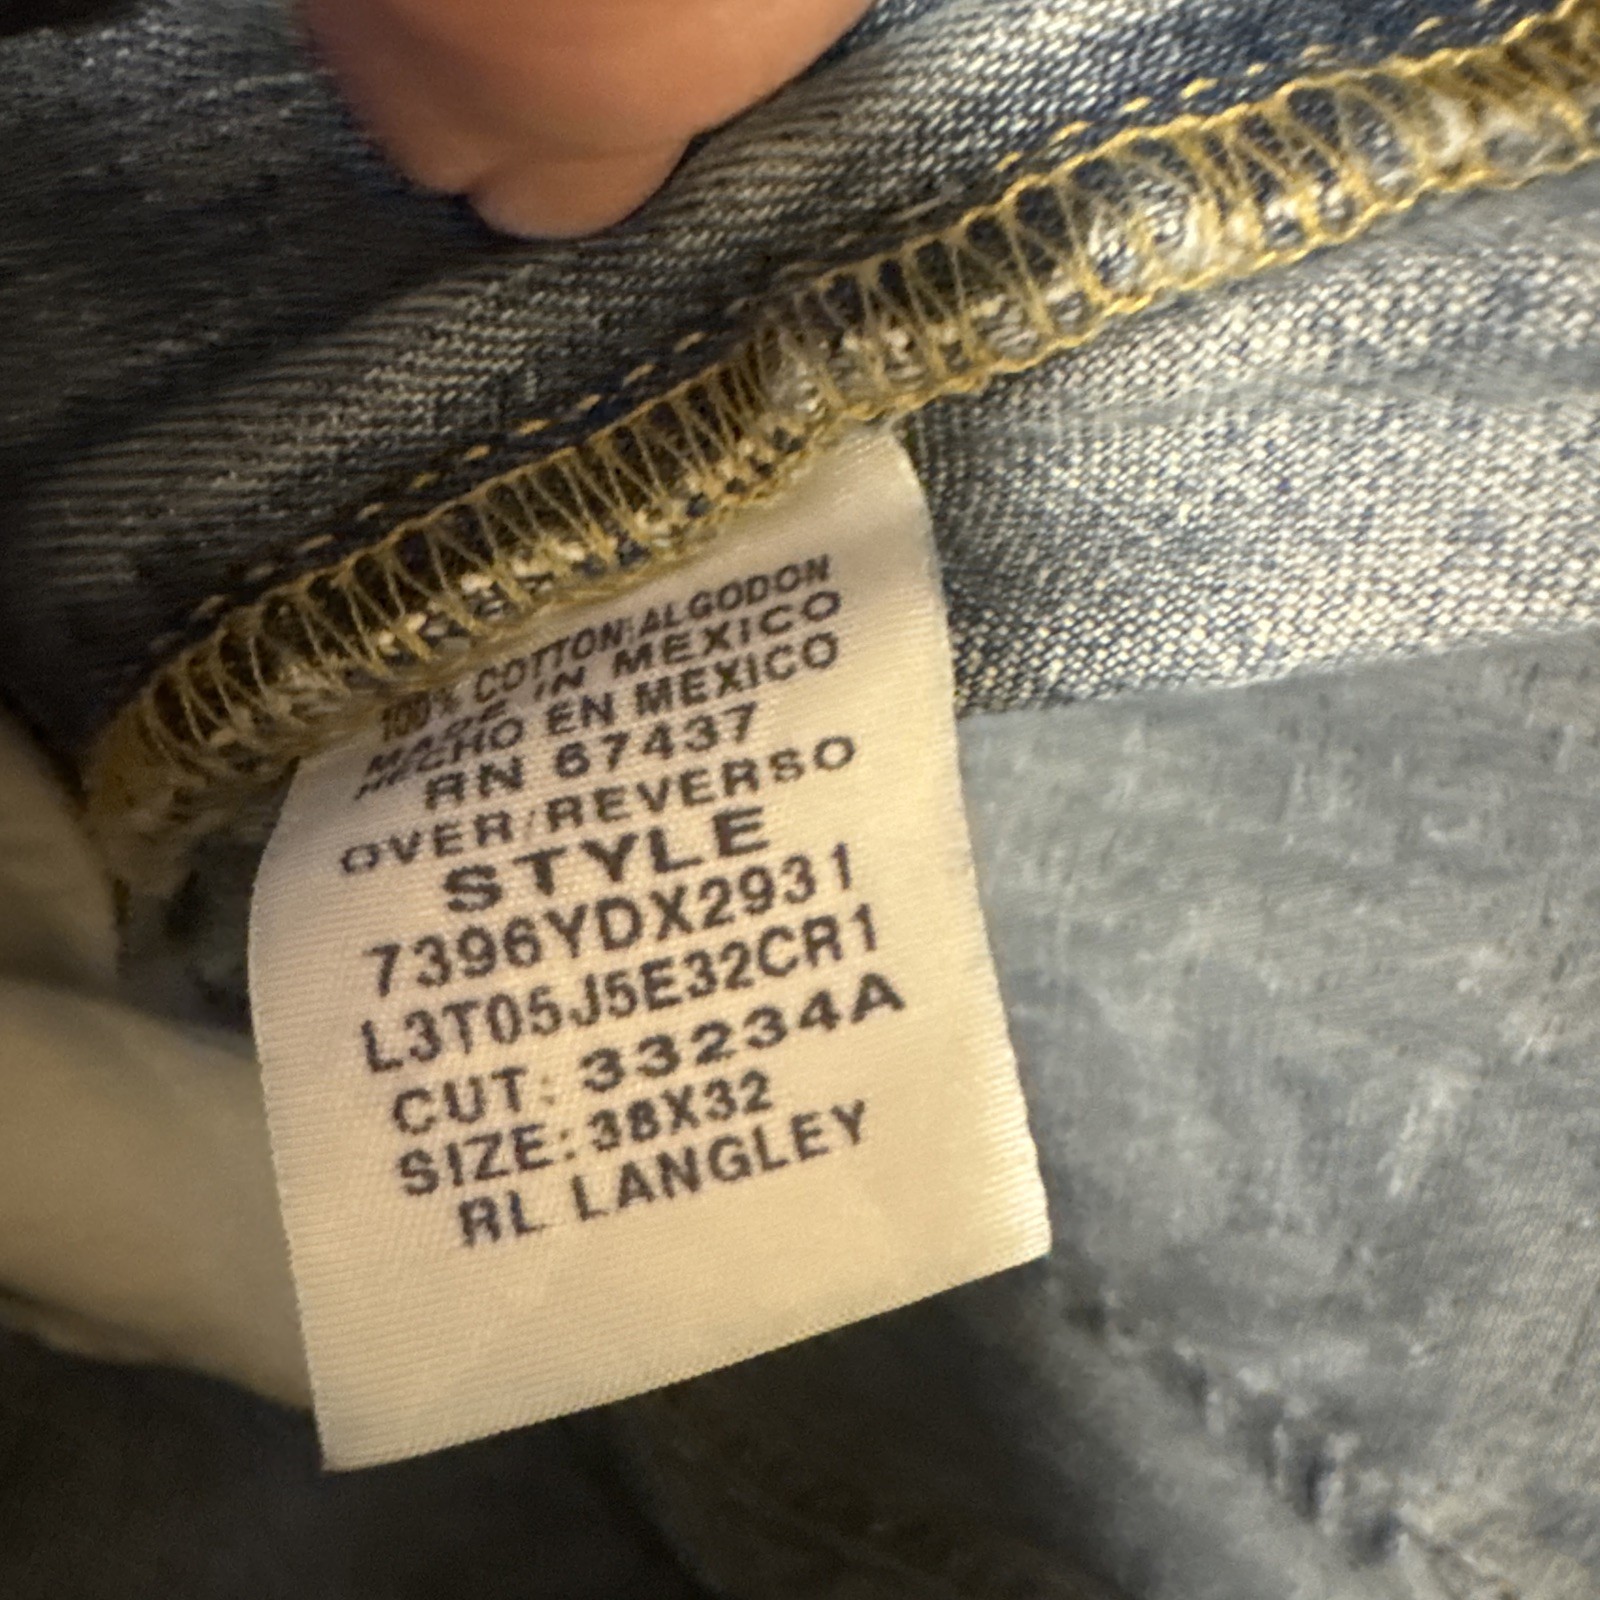 100% COTTON/ALGODON
MADE IN MEXICO
HECHO EN MEXICO
RN 67437
OVER/REVERSO
STYLE
7396YDX2931
L3T05J5E32CR1
CUT: 33234A
SIZE: 38X32
RL LANGLEY